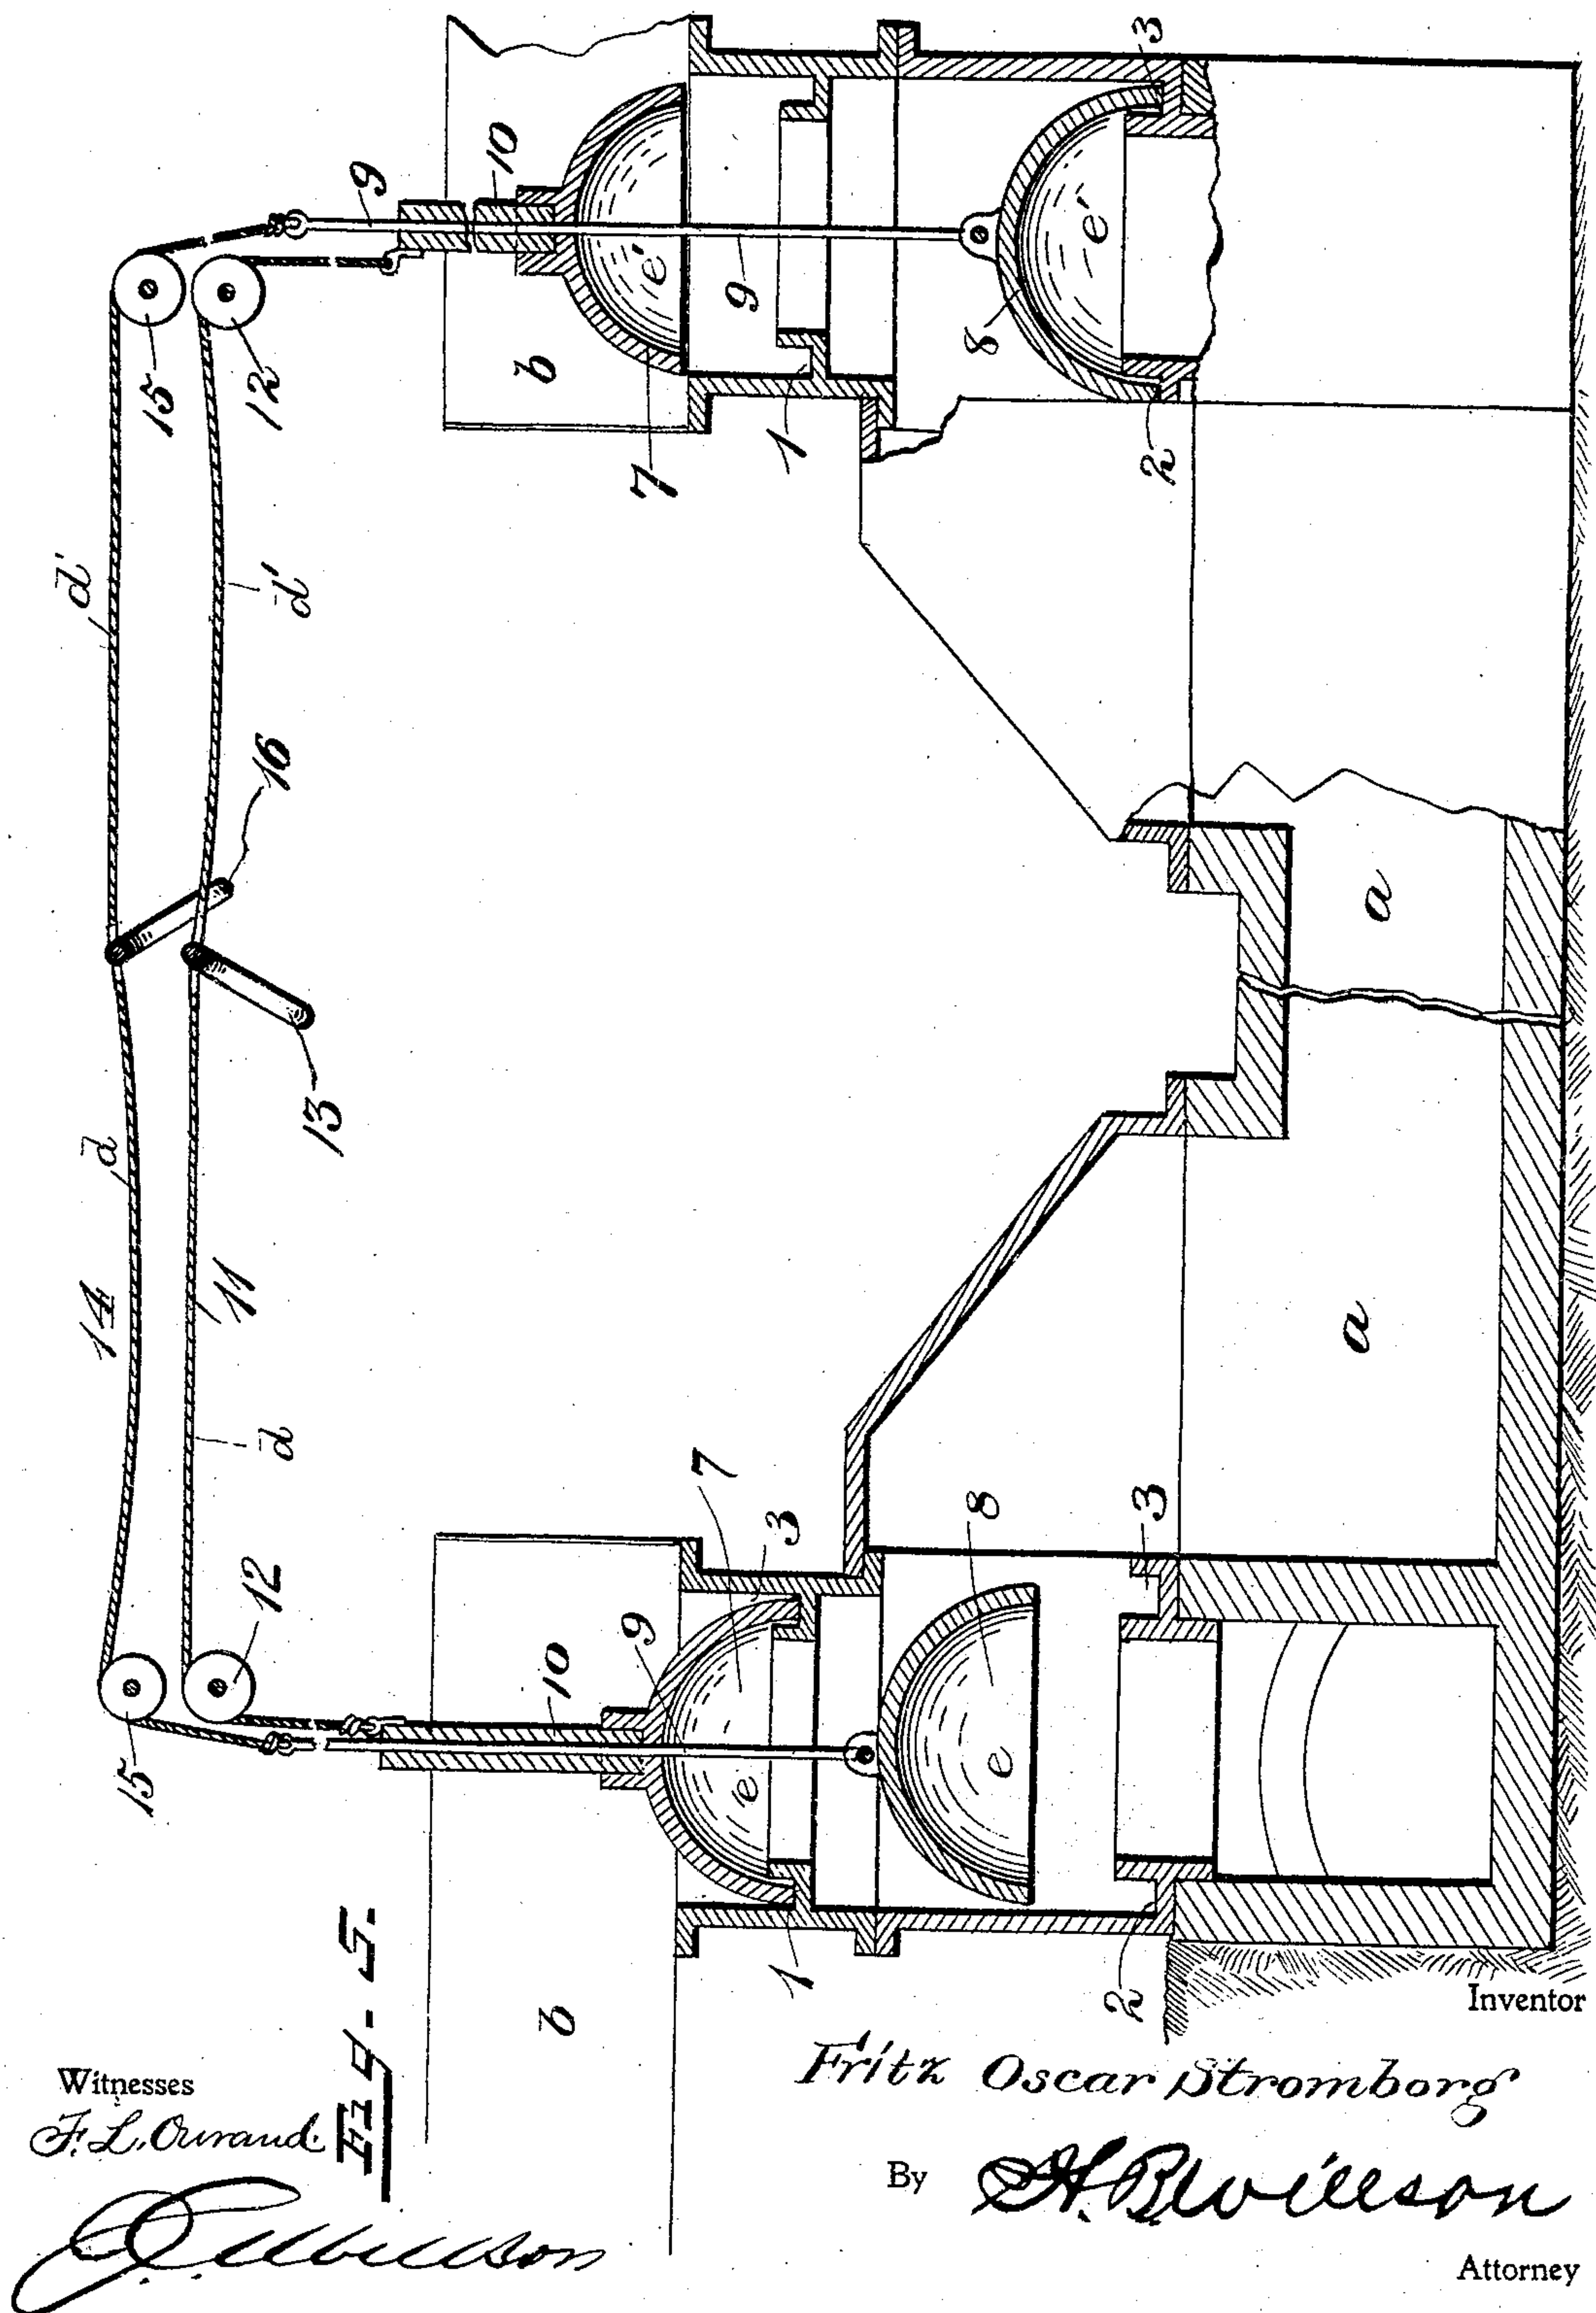 d'
d'
15
12
9
10
b
e'
7
9
1
8
e'
3
2
16
13
d
14
11
d
a
a
15
12
10
9
7
3
e
1
8
e
3
2
b
Fig-5.
Witnesses
F. L. Ourand.
Inventor
Fritz Oscar Stromborg
By H. B. Willson
Attorney